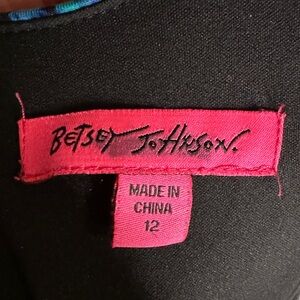 BETSEY JOHNSON.
MADE IN
CHINA
12